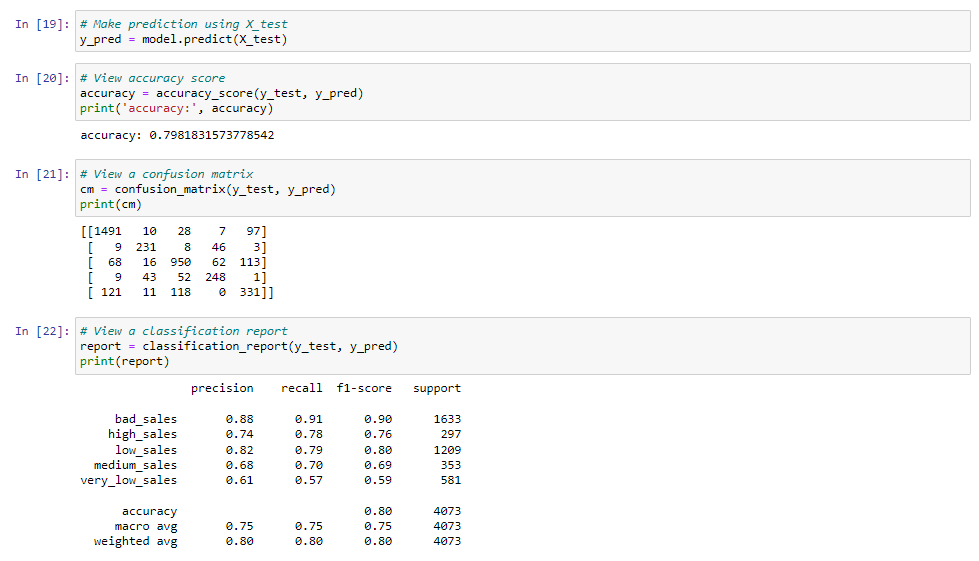 In [19]: # Make prediction using X_test
y_pred = model.predict(X_test)
In [20]: # View accuracy score
accuracy = accuracy_score(y_test, y_pred)
print('accuracy:', accuracy)
accuracy: 0.7981831573778542
In [21]: # View a confusion matrix
cm = confusion_matrix(y_test, y_pred)
print(cm)
[[1491   10   28    7   97]
 [   9  231    8   46    3]
 [  68   16  950   62  113]
 [   9   43   52  248    1]
 [ 121   11  118    0  331]]
In [22]: # View a classification report
report = classification_report(y_test, y_pred)
print(report)
                precision    recall  f1-score   support
     bad_sales       0.88      0.91      0.90      1633
    high_sales       0.74      0.78      0.76       297
     low_sales       0.82      0.79      0.80      1209
  medium_sales       0.68      0.70      0.69       353
very_low_sales       0.61      0.57      0.59       581
      accuracy                           0.80      4073
     macro avg       0.75      0.75      0.75      4073
  weighted avg       0.80      0.80      0.80      4073